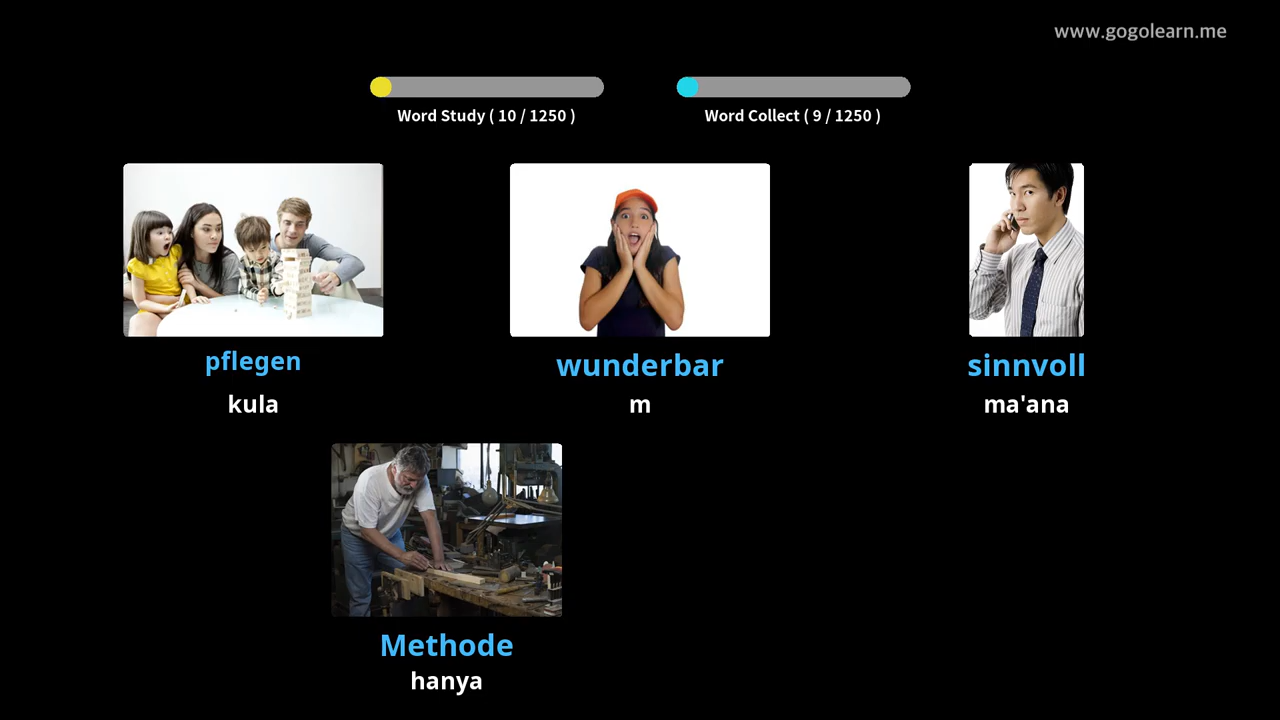 www.gogolearn.me
Word Study ( 10 / 1250 )
Word Collect ( 9 / 1250 )
pflegen
kula
wunderbar
m
sinnvoll
ma'ana
Methode
hanya